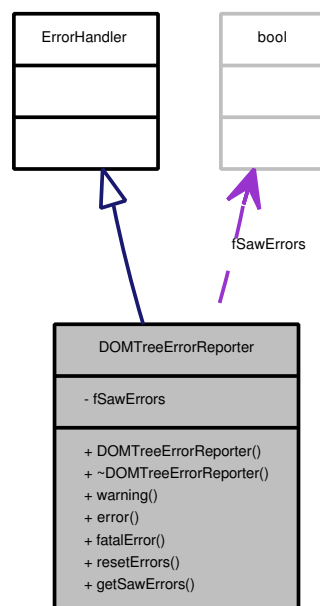 ErrorHandler
bool
fSawErrors
DOMTreeErrorReporter
- fSawErrors
+ DOMTreeErrorReporter()
+ ~DOMTreeErrorReporter()
+ warning()
+ error()
+ fatalError()
+ resetErrors()
+ getSawErrors()